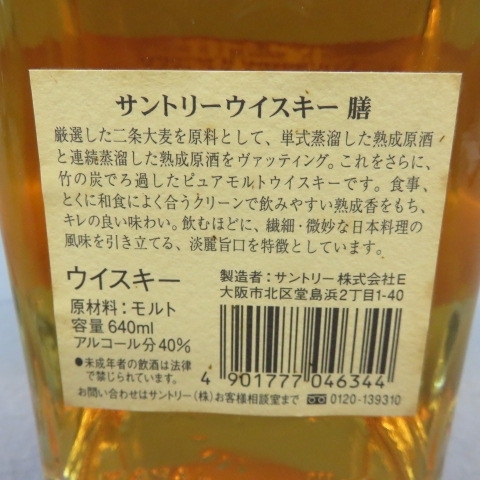 サントリーウイスキー 膳
厳選した二条大麦を原料として、単式蒸溜した熟成原酒
と連続蒸溜した熟成原酒をヴァッティング。これをさらに、
竹の炭でろ過したピュアモルトウイスキーです。食事、
とくに和食によく合うクリーンで飲みやすい熟成香をもち、
キレの良い味わい。飲むほどに、繊細・微妙な日本料理の
風味を引き立てる、淡麗旨口を特徴としています。
ウイスキー
原材料：モルト
容量 640ml
アルコール分40%
●未成年者の飲酒は法律
で禁じられています。
製造者：サントリー株式会社E
大阪市北区堂島浜2丁目1-40
4 901777 046344
お問い合わせはサントリー(株)お客様相談室まで 0120-139310